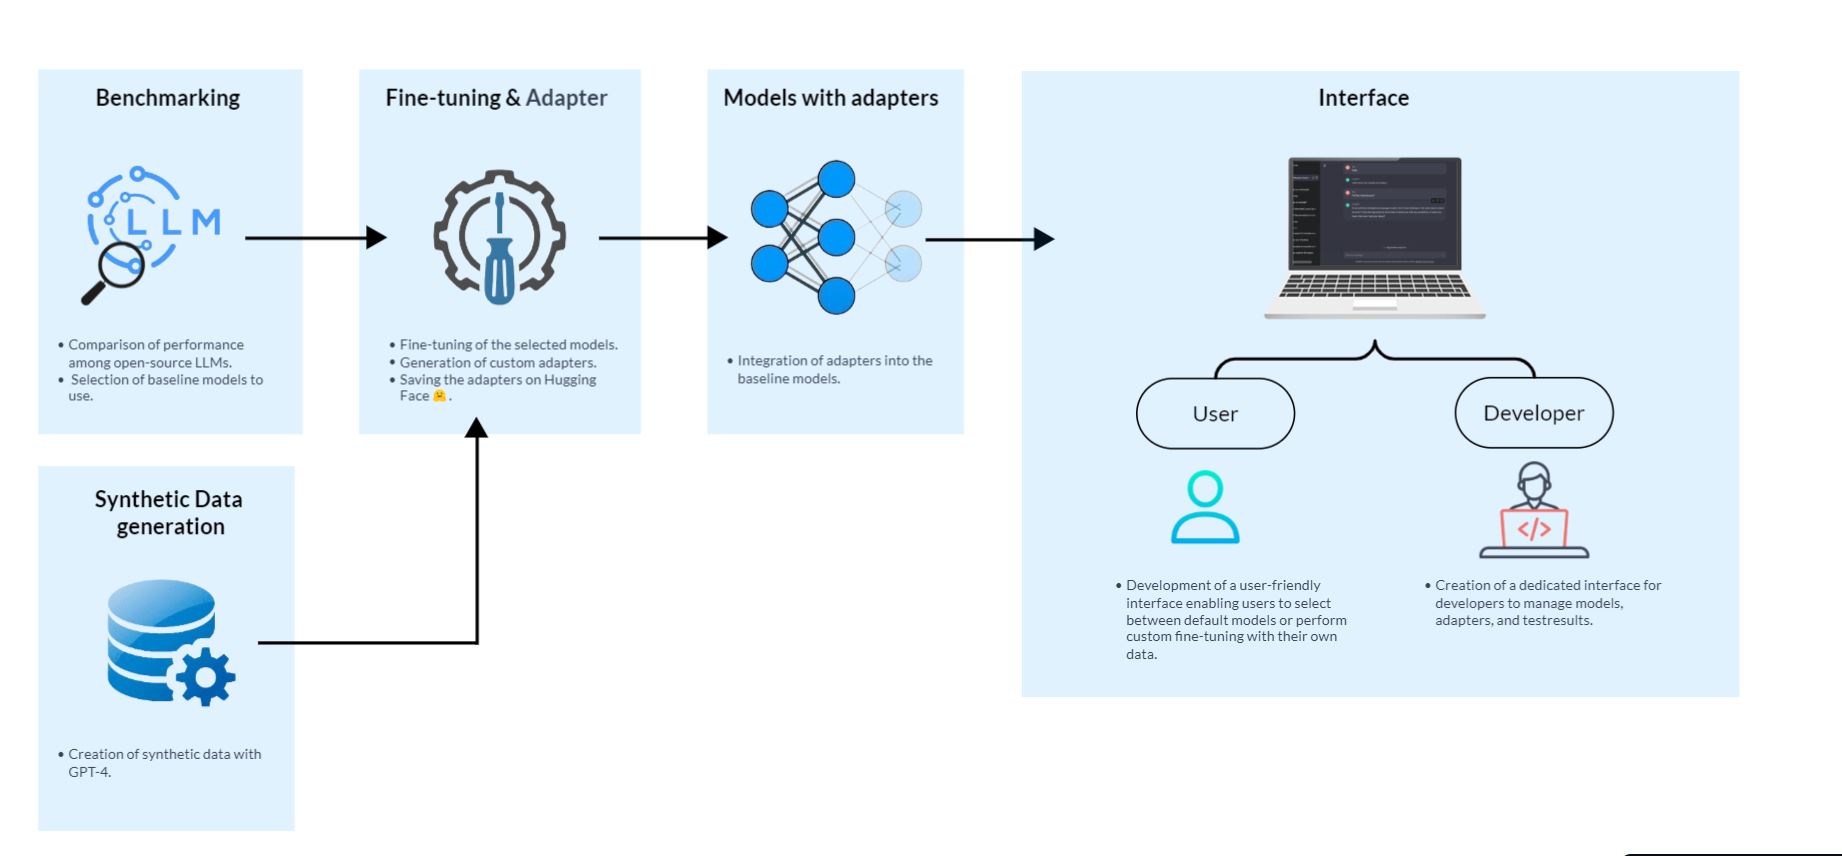 Benchmarking
LLM
• Comparison of performance
among open-source LLMs.
• Selection of baseline models to
use.
Fine-tuning & Adapter
• Fine-tuning of the selected models.
• Generation of custom adapters.
• Saving the adapters on Hugging
Face 🤗 .
Models with adapters
• Integration of adapters into the
baseline models.
Interface
User
• Development of a user-friendly
interface enabling users to select
between default models or perform
custom fine-tuning with their own
data.
Developer
</>
• Creation of a dedicated interface for
developers to manage models,
adapters, and testresults.
Synthetic Data
generation
• Creation of synthetic data with
GPT-4.